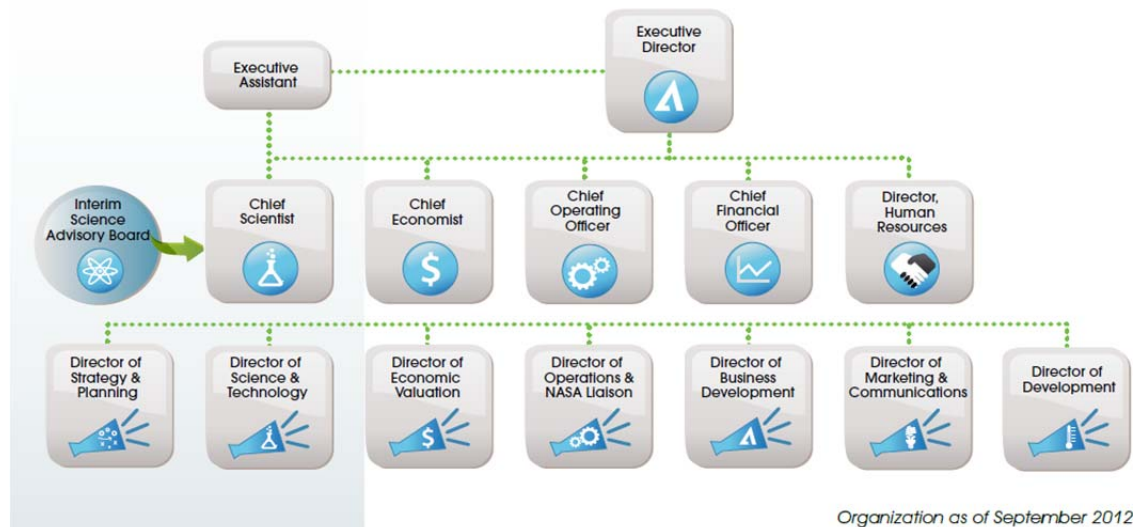 Executive
Director
Executive
Assistant
Interim
Science
Advisory Board
Chief
Scientist
Chief
Economist
$
Chief
Operating
Officer
Chief
Financial
Officer
Director,
Human
Resources
Director of
Strategy &
Planning
Director of
Science &
Technology
Director of
Economic
Valuation
$
Director of
Operations &
NASA Liaison
Director of
Business
Development
Director of
Marketing &
Communications
Director of
Development
Organization as of September 2012